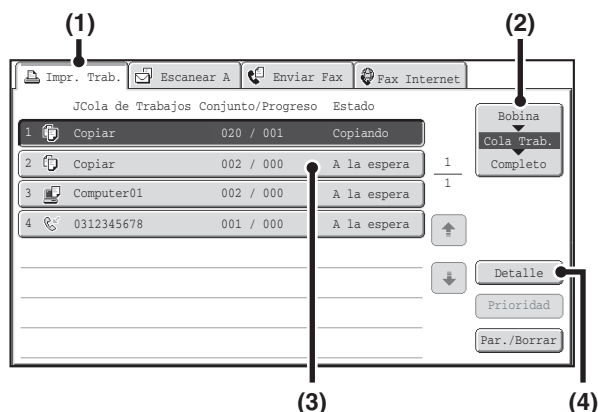 (1) (2)
Impr. Trab. Escanear A Enviar Fax Fax Internet
JCola de Trabajos Conjunto/Progreso Estado
Bobina
Cola Trab.
Completo
1 Copiar 020 / 001 Copiando
2 Copiar 002 / 000 A la espera
3 Computer01 002 / 000 A la espera
4 0312345678 001 / 000 A la espera
1
1
Detalle
Prioridad
Par./Borrar
(3) (4)